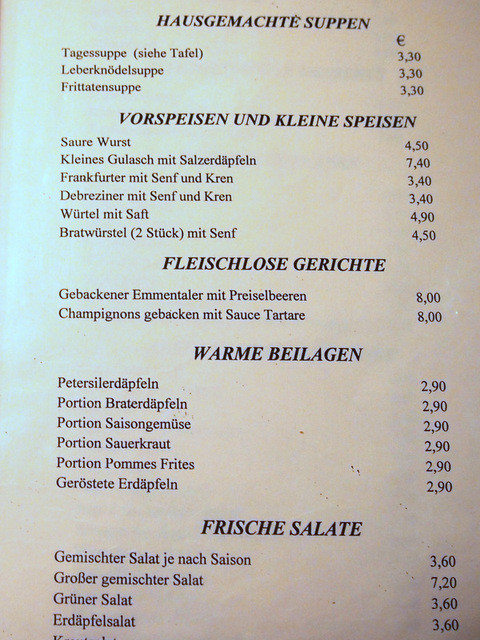 HAUSGEMACHTE SUPPEN
€
Tagessuppe (siehe Tafel) 3,30
Leberknödelsuppe 3,30
Frittatensuppe 3,30
VORSPEISEN UND KLEINE SPEISEN
Saure Wurst 4,50
Kleines Gulasch mit Salzerdäpfeln 7,40
Frankfurter mit Senf und Kren 3,40
Debreziner mit Senf und Kren 3,40
Würtel mit Saft 4,90
Bratwürstel (2 Stück) mit Senf 4,50
FLEISCHLOSE GERICHTE
Gebackener Emmentaler mit Preiselbeeren 8,00
Champignons gebacken mit Sauce Tartare 8,00
WARME BEILAGEN
Petersilerdäpfeln 2,90
Portion Braterdäpfeln 2,90
Portion Saisongemüse 2,90
Portion Sauerkraut 2,90
Portion Pommes Frites 2,90
Geröstete Erdäpfeln 2,90
FRISCHE SALATE
Gemischter Salat je nach Saison 3,60
Großer gemischter Salat 7,20
Grüner Salat 3,60
Erdäpfelsalat 3,60